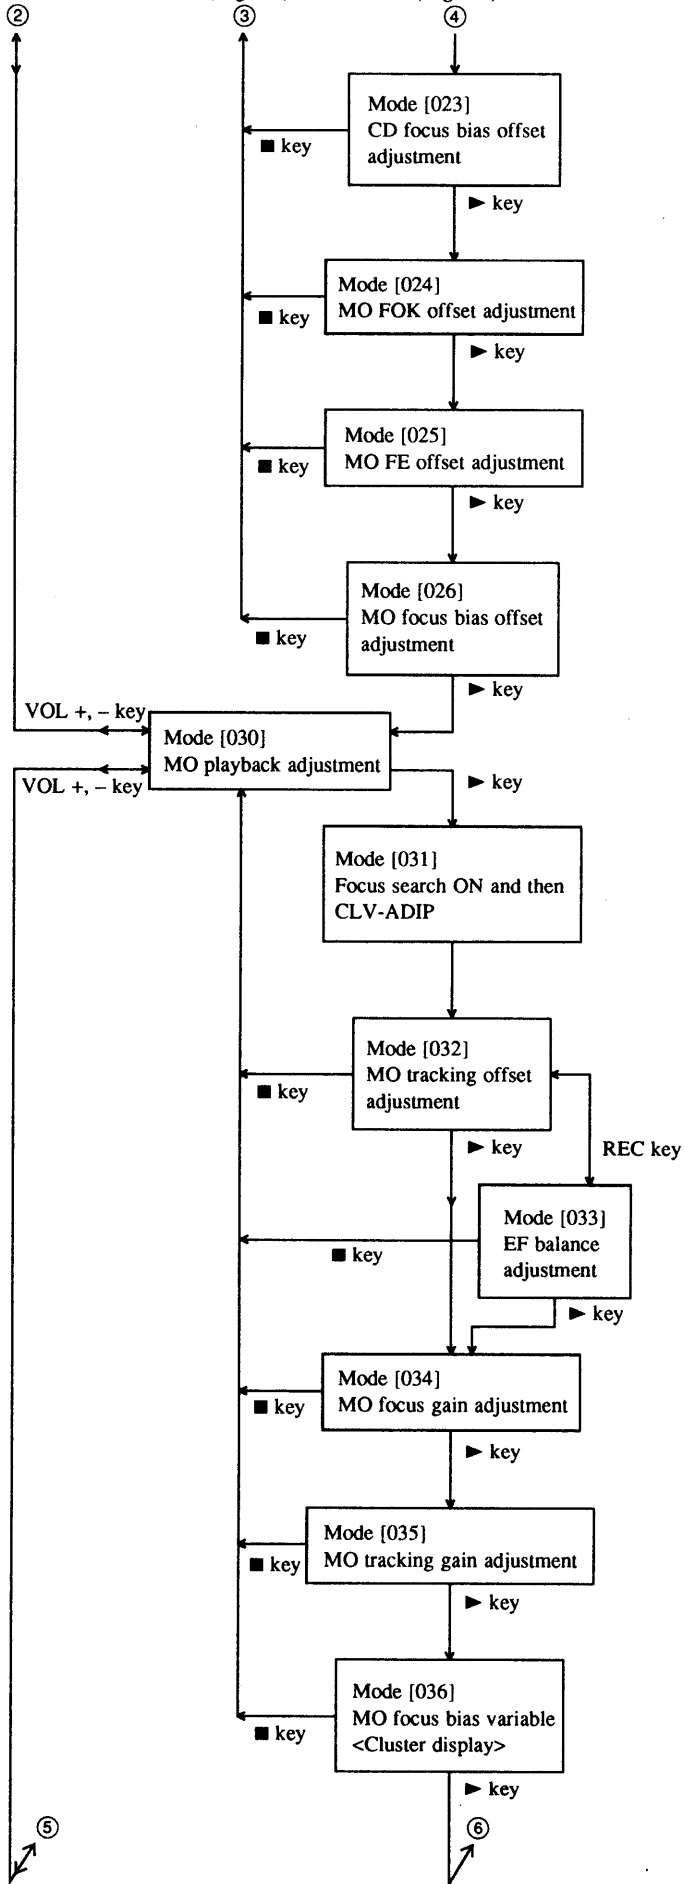 ② ③ ④
Mode [023]
CD focus bias offset
adjustment
■ key
► key
Mode [024]
MO FOK offset adjustment
■ key
► key
Mode [025]
MO FE offset adjustment
■ key
► key
Mode [026]
MO focus bias offset
adjustment
■ key
► key
VOL +, – key
Mode [030]
MO playback adjustment
VOL +, – key
► key
Mode [031]
Focus search ON and then
CLV-ADIP
Mode [032]
MO tracking offset
adjustment
■ key
► key
REC key
Mode [033]
EF balance
adjustment
■ key
► key
Mode [034]
MO focus gain adjustment
■ key
► key
Mode [035]
MO tracking gain adjustment
■ key
► key
Mode [036]
MO focus bias variable
<Cluster display>
■ key
► key
⑤ ⑥